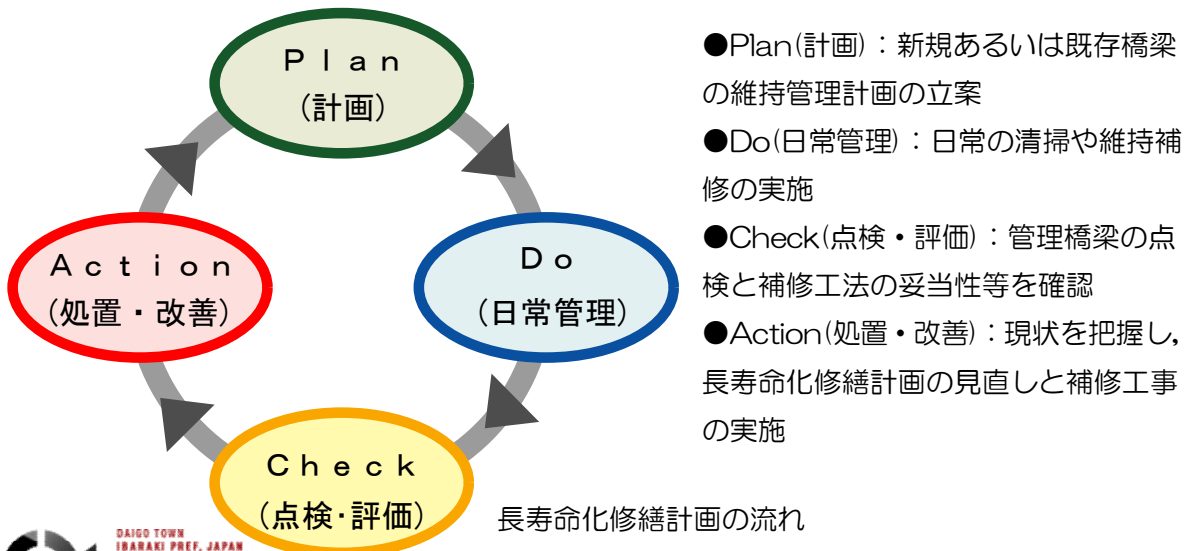 Ｐｌａｎ
(計画)
Ｄｏ
(日常管理)
Ｃｈｅｃｋ
(点検･評価)
Ａｃｔｉｏｎ
(処置・改善)
●Plan(計画)：新規あるいは既存橋梁
の維持管理計画の立案
●Do(日常管理)：日常の清掃や維持補
修の実施
●Check(点検・評価)：管理橋梁の点
検と補修工法の妥当性等を確認
●Action(処置・改善)：現状を把握し,
長寿命化修繕計画の見直しと補修工事
の実施
長寿命化修繕計画の流れ
DAIGO TOWN
IBARAKI PREF. JAPAN